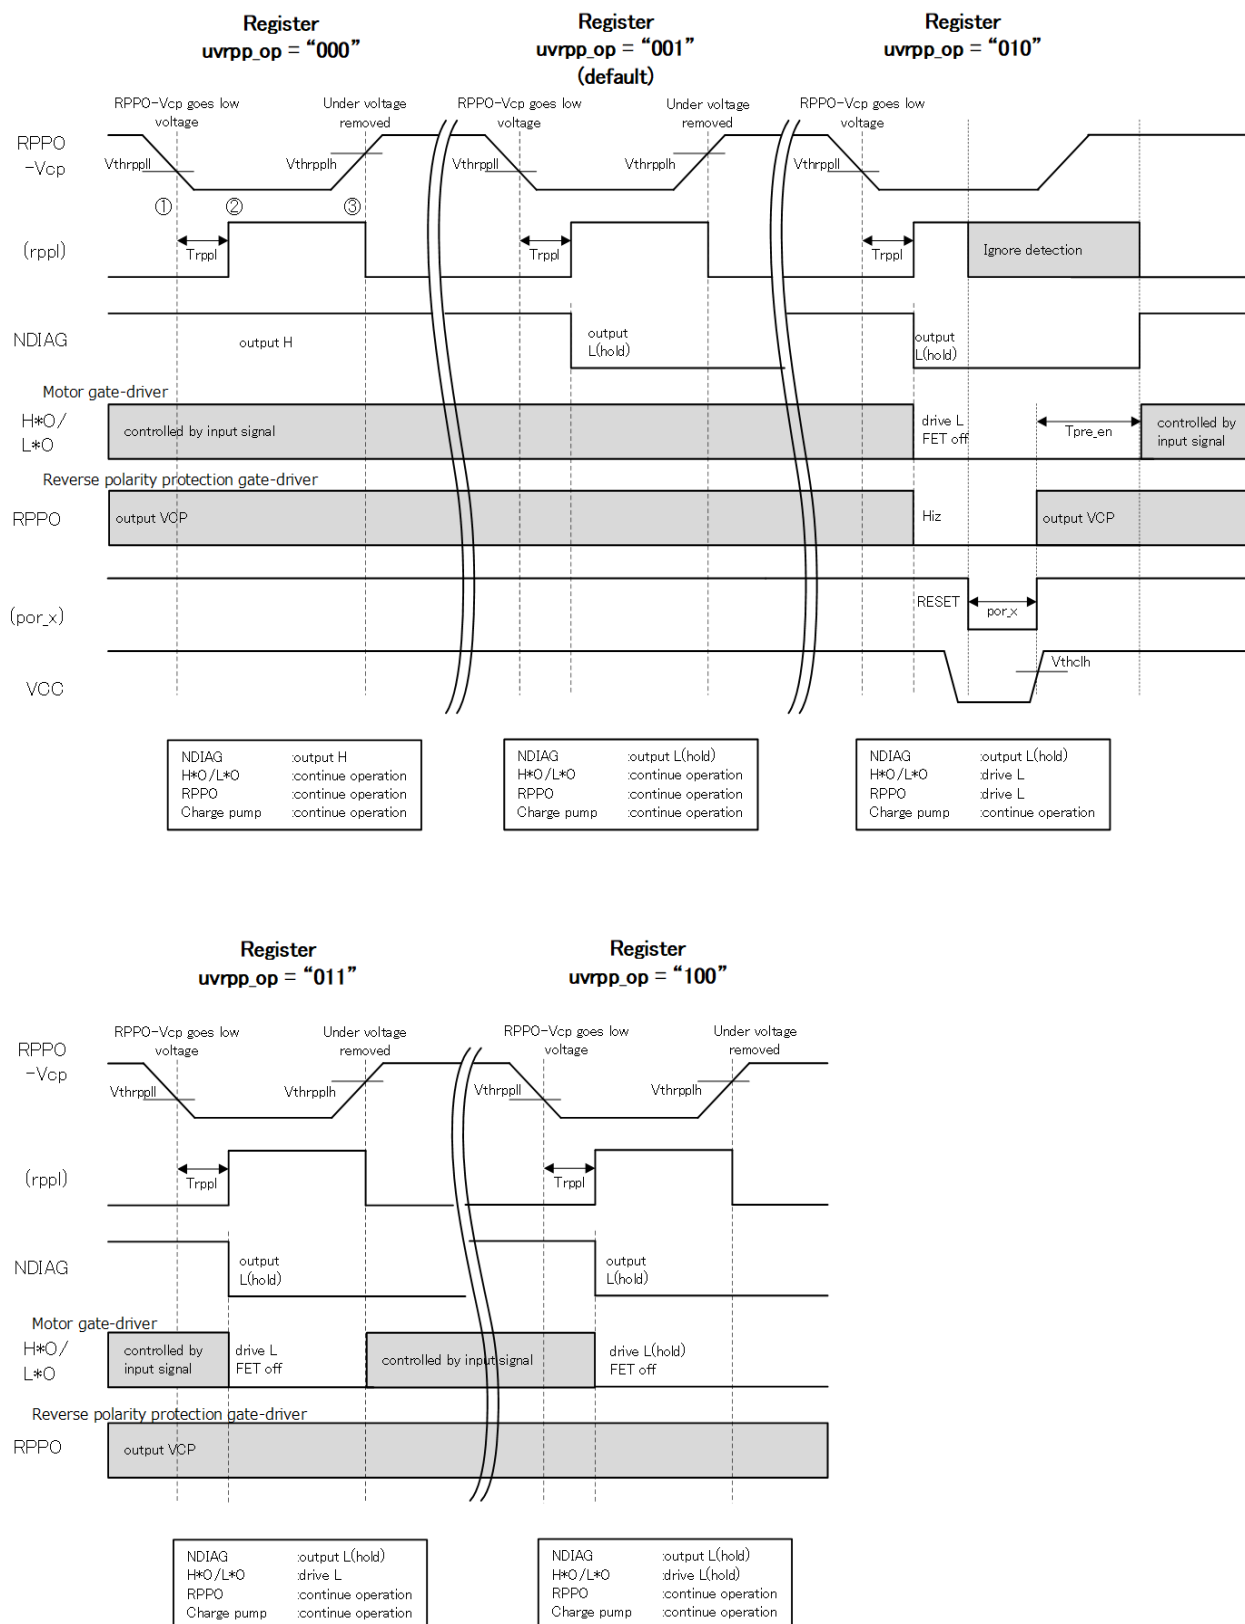 Register
uvrpp_op = “000”
Register
uvrpp_op = “001”
(default)
Register
uvrpp_op = “010”
RPPO-Vcp goes low
voltage
Under voltage
removed
RPPO-Vcp goes low
voltage
Under voltage
removed
RPPO-Vcp goes low
voltage
RPPO
-Vcp
Vthrppll
Vthrpplh
Vthrppll
Vthrpplh
Vthrppll
① ② ③
(rppl)
Trppl
Trppl
Trppl
Ignore detection
NDIAG
output H
output
L(hold)
output
L(hold)
Motor gate-driver
H*O/
L*O
controlled by input signal
drive L
FET off
Tpre_en
controlled by
input signal
Reverse polarity protection gate-driver
RPPO
output VCP
Hiz
output VCP
(por_x)
RESET
por_x
VCC
Vthclh
NDIAG :output H
H*O/L*O :continue operation
RPPO :continue operation
Charge pump :continue operation
NDIAG :output L(hold)
H*O/L*O :continue operation
RPPO :continue operation
Charge pump :continue operation
NDIAG :output L(hold)
H*O/L*O :drive L
RPPO :drive L
Charge pump :continue operation
Register
uvrpp_op = “011”
Register
uvrpp_op = “100”
RPPO-Vcp goes low
voltage
Under voltage
removed
RPPO-Vcp goes low
voltage
Under voltage
removed
RPPO
-Vcp
Vthrppll
Vthrpplh
Vthrppll
Vthrpplh
(rppl)
Trppl
Trppl
NDIAG
output
L(hold)
output
L(hold)
Motor gate-driver
H*O/
L*O
controlled by
input signal
drive L
FET off
controlled by input signal
drive L(hold)
FET off
Reverse polarity protection gate-driver
RPPO
output VCP
NDIAG :output L(hold)
H*O/L*O :drive L
RPPO :continue operation
Charge pump :continue operation
NDIAG :output L(hold)
H*O/L*O :drive L(hold)
RPPO :continue operation
Charge pump :continue operation